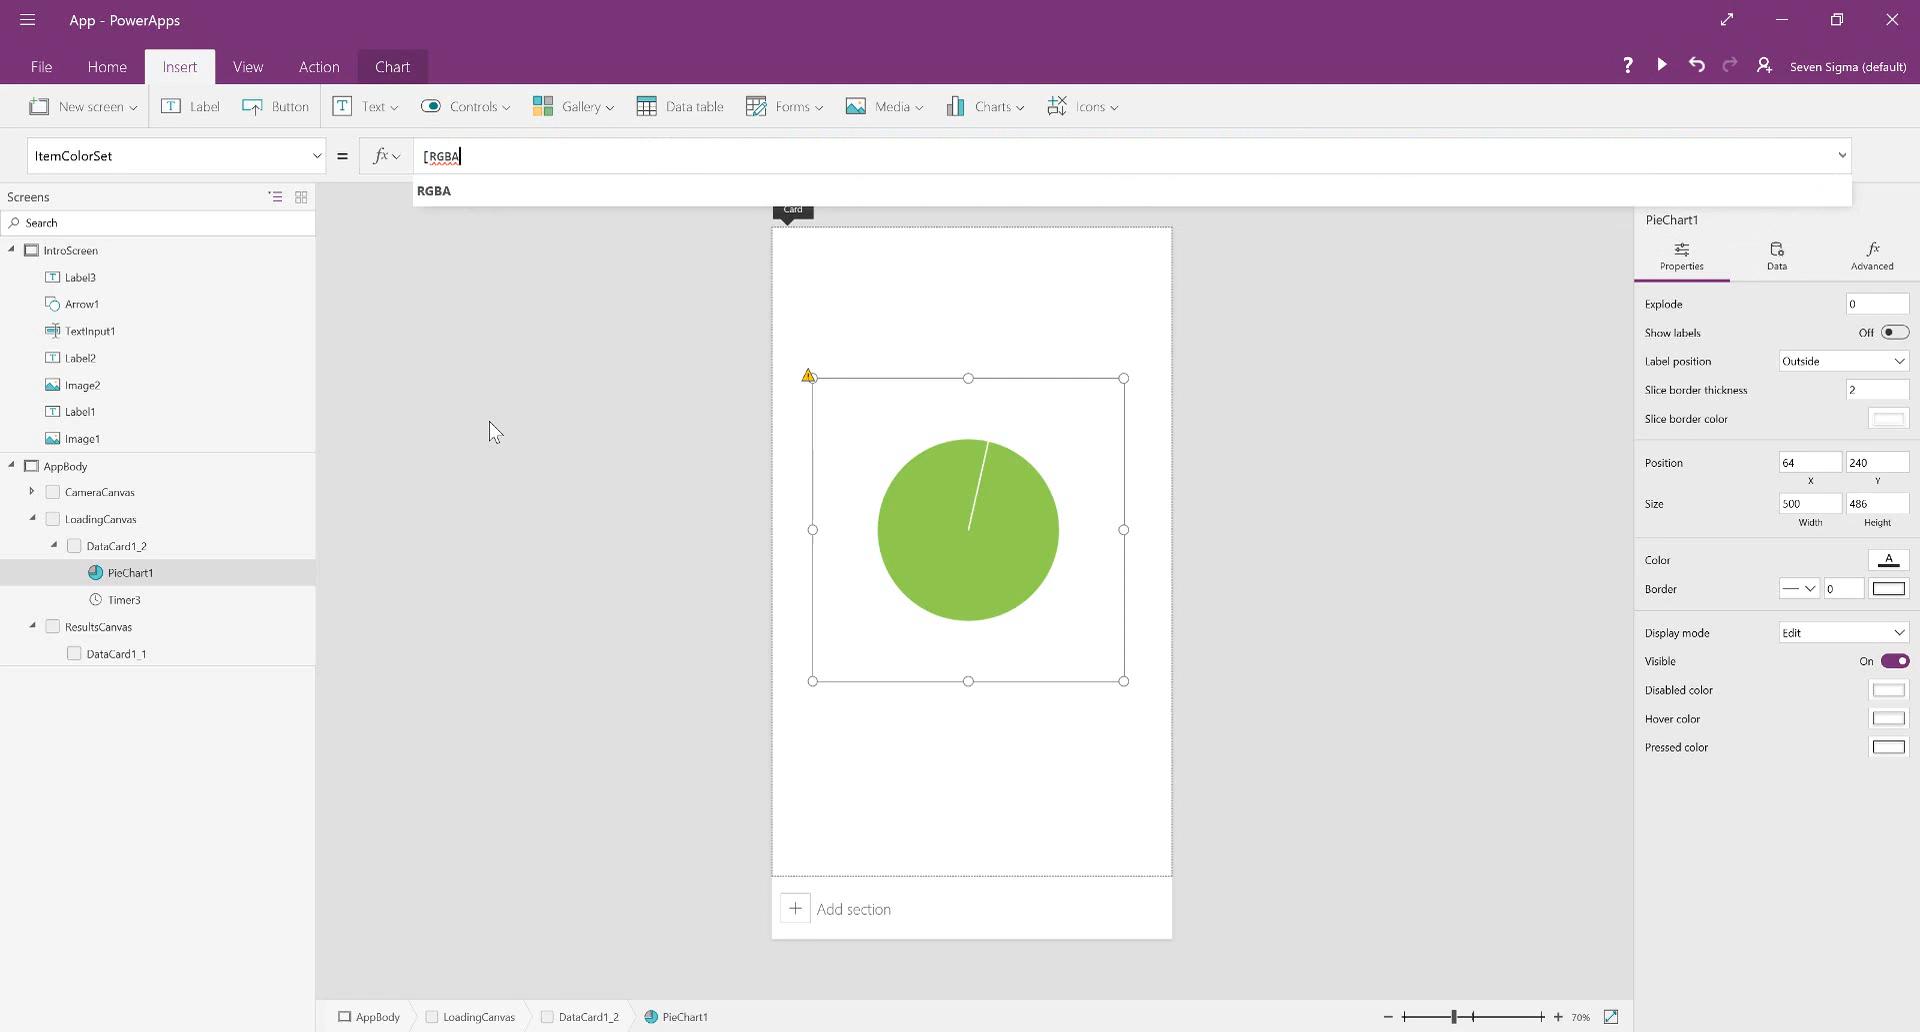 App - PowerApps
File Home Insert View Action Chart
? Seven Sigma (default)
New screen Label Button Text Controls Gallery Data table Forms Media Charts Icons
ItemColorSet = fx [RGBA
RGBA
Screens
Search
IntroScreen
Label3
Arrow1
TextInput1
Label2
Image2
Label1
Image1
AppBody
CameraCanvas
LoadingCanvas
DataCard1_2
PieChart1
Timer3
ResultsCanvas
DataCard1_1
Card
Add section
PieChart1
Properties Data Advanced
Explode 0
Show labels Off
Label position Outside
Slice border thickness 2
Slice border color
Position 64 240
X Y
Size 500 486
Width Height
Color A
Border 0
Display mode Edit
Visible On
Disabled color
Hover color
Pressed color
AppBody LoadingCanvas DataCard1_2 PieChart1
70%